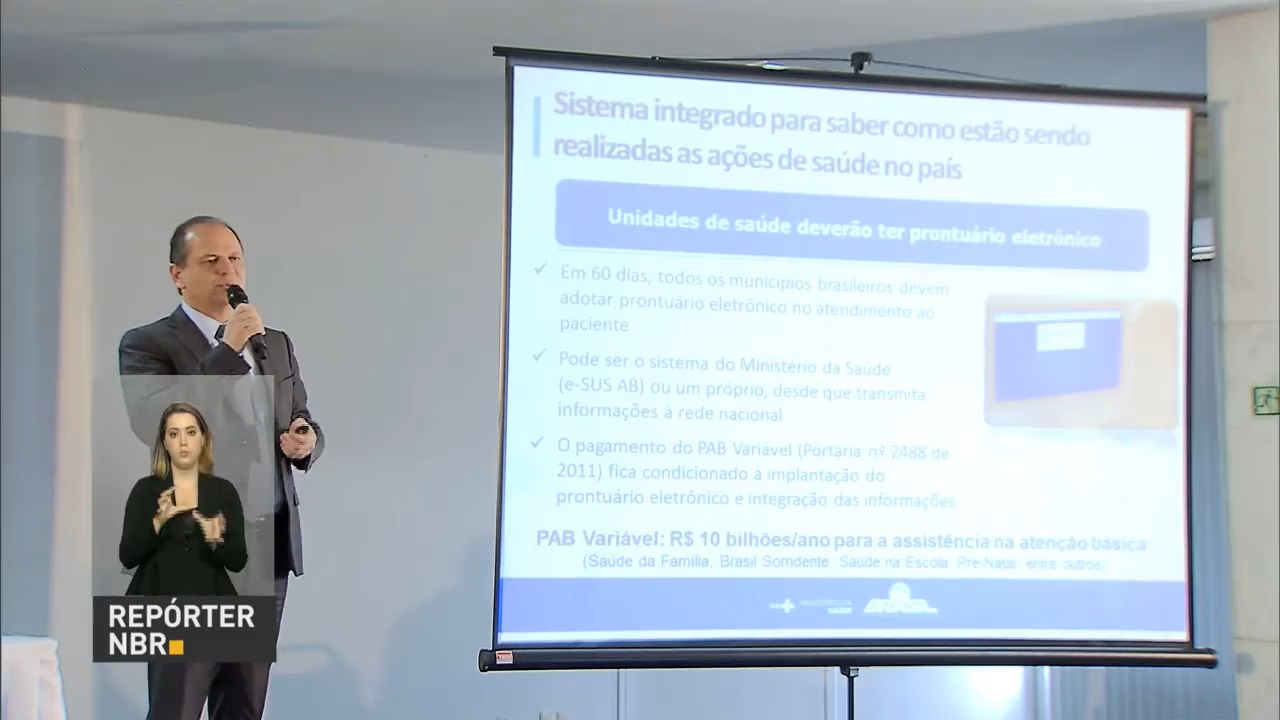 Sistema integrado para saber como estão sendo
realizadas as ações de saúde no país
Unidades de saúde deverão ter prontuário eletrônico
Em 60 dias, todos os municípios brasileiros devem
adotar prontuario eletrônico no atendimento ao
paciente
Pode ser o sistema do Ministério da Saúde
(e-SUS AB) ou um proprio, desde que transmita
informações à rede nacional
O pagamento do PAB Variável (Portaria nº 2488 de
2011) fica condicionado à implantação do
prontuário eletrônico e integração das informações
PAB Variável: R$ 10 bilhões/ano para a assistência na atenção básica
(Saude da Família, Brasil Sorridente, Saúde na Escola, Pre-Natal, entre outros)
BRASIL
REPÓRTER
NBR